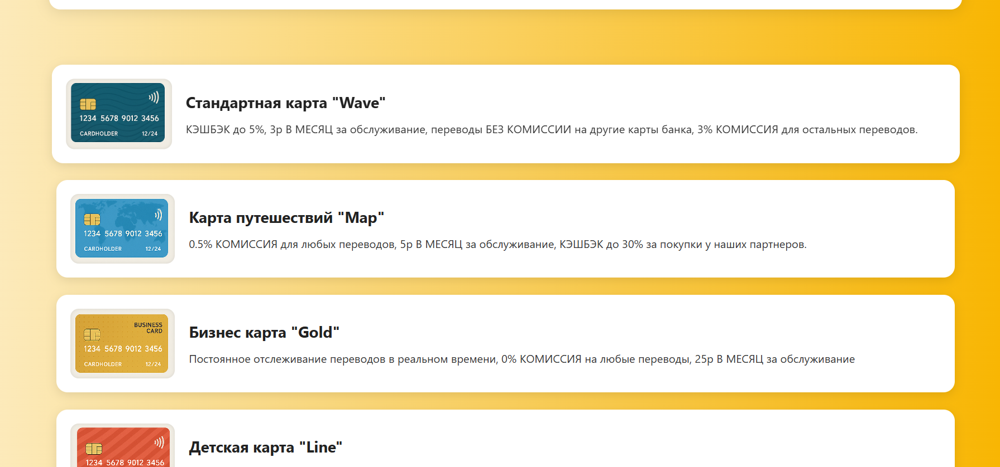 1234 5678 9012 3456
CARDHOLDER 12/24
Стандартная карта "Wave"
КЭШБЭК до 5%, 3р В МЕСЯЦ за обслуживание, переводы БЕЗ КОМИССИИ на другие карты банка, 3% КОМИССИЯ для остальных переводов.
1234 5678 9012 3456
CARDHOLDER 12/24
Карта путешествий "Map"
0.5% КОМИССИЯ для любых переводов, 5р В МЕСЯЦ за обслуживание, КЭШБЭК до 30% за покупки у наших партнеров.
BUSINESS
CARD
1234 5678 9012 3456
CARDHOLDER 12/24
Бизнес карта "Gold"
Постоянное отслеживание переводов в реальном времени, 0% КОМИССИЯ на любые переводы, 25р В МЕСЯЦ за обслуживание
1234 5678 9012 3456
Детская карта "Line"